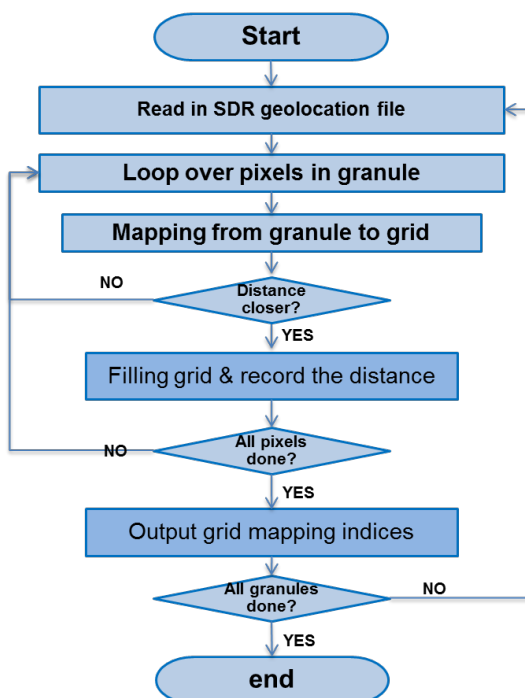 Start
Read in SDR geolocation file
Loop over pixels in granule
Mapping from granule to grid
NO
Distance
closer?
YES
Filling grid & record the distance
NO
All pixels
done?
YES
Output grid mapping indices
All granules
done?
NO
YES
end